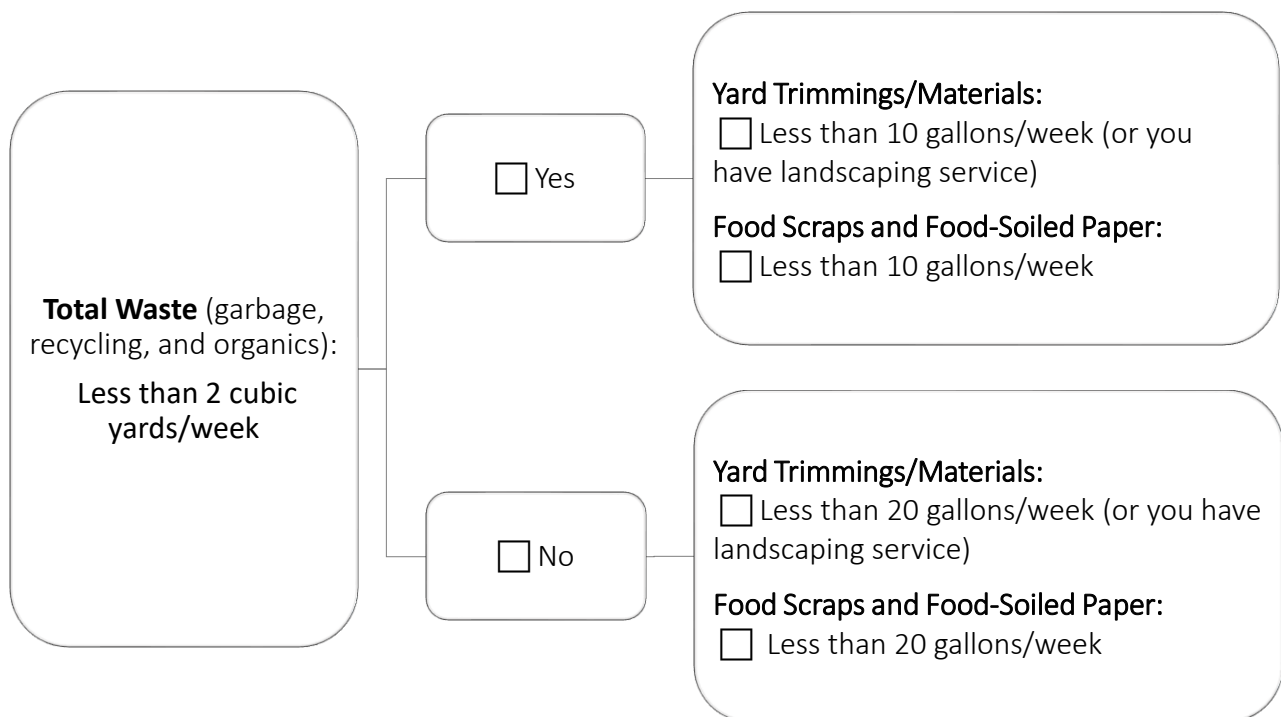 Total Waste (garbage,
recycling, and organics):
Less than 2 cubic
yards/week
Yes
Yard Trimmings/Materials:
Less than 10 gallons/week (or you
have landscaping service)
Food Scraps and Food-Soiled Paper:
Less than 10 gallons/week
No
Yard Trimmings/Materials:
Less than 20 gallons/week (or you have
landscaping service)
Food Scraps and Food-Soiled Paper:
Less than 20 gallons/week